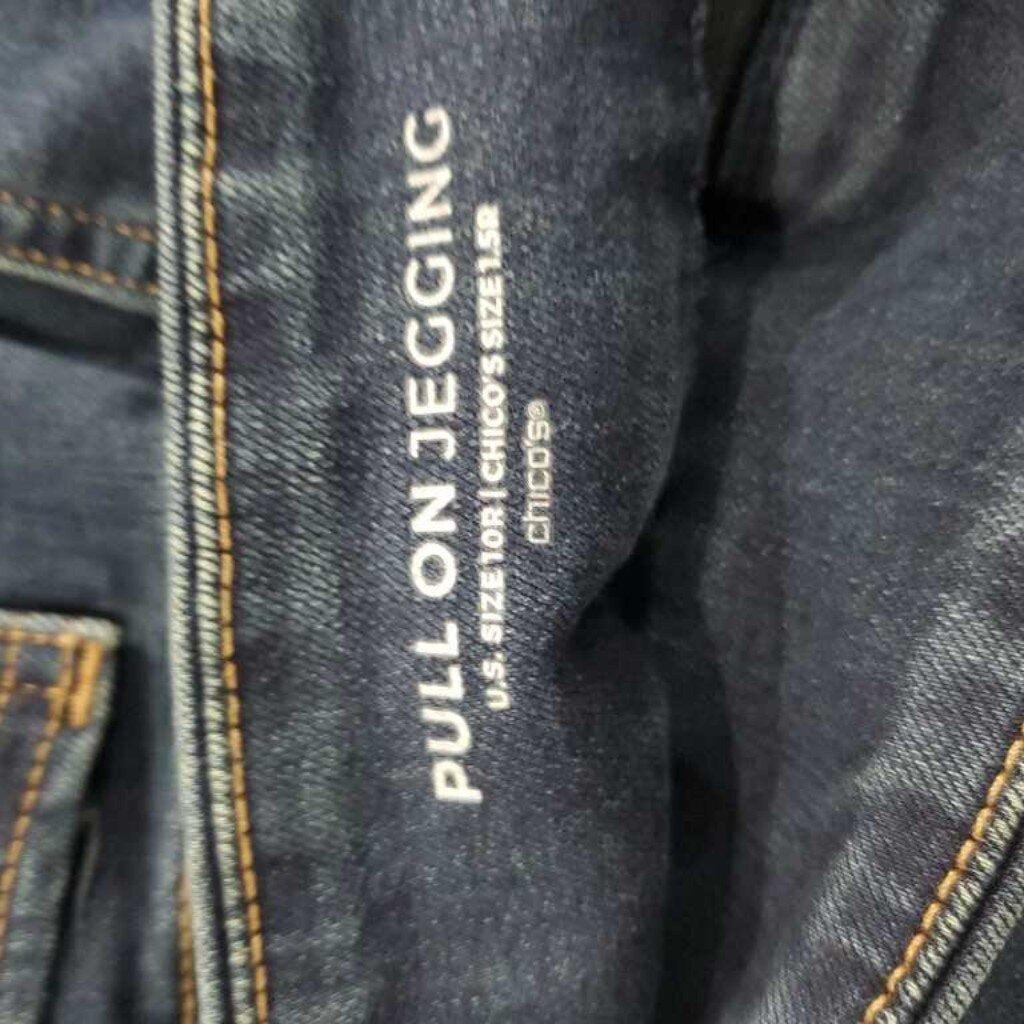 PULL ON JEGGING
U.S. SIZE 10R | CHICO'S SIZE 1.5R
chico's®